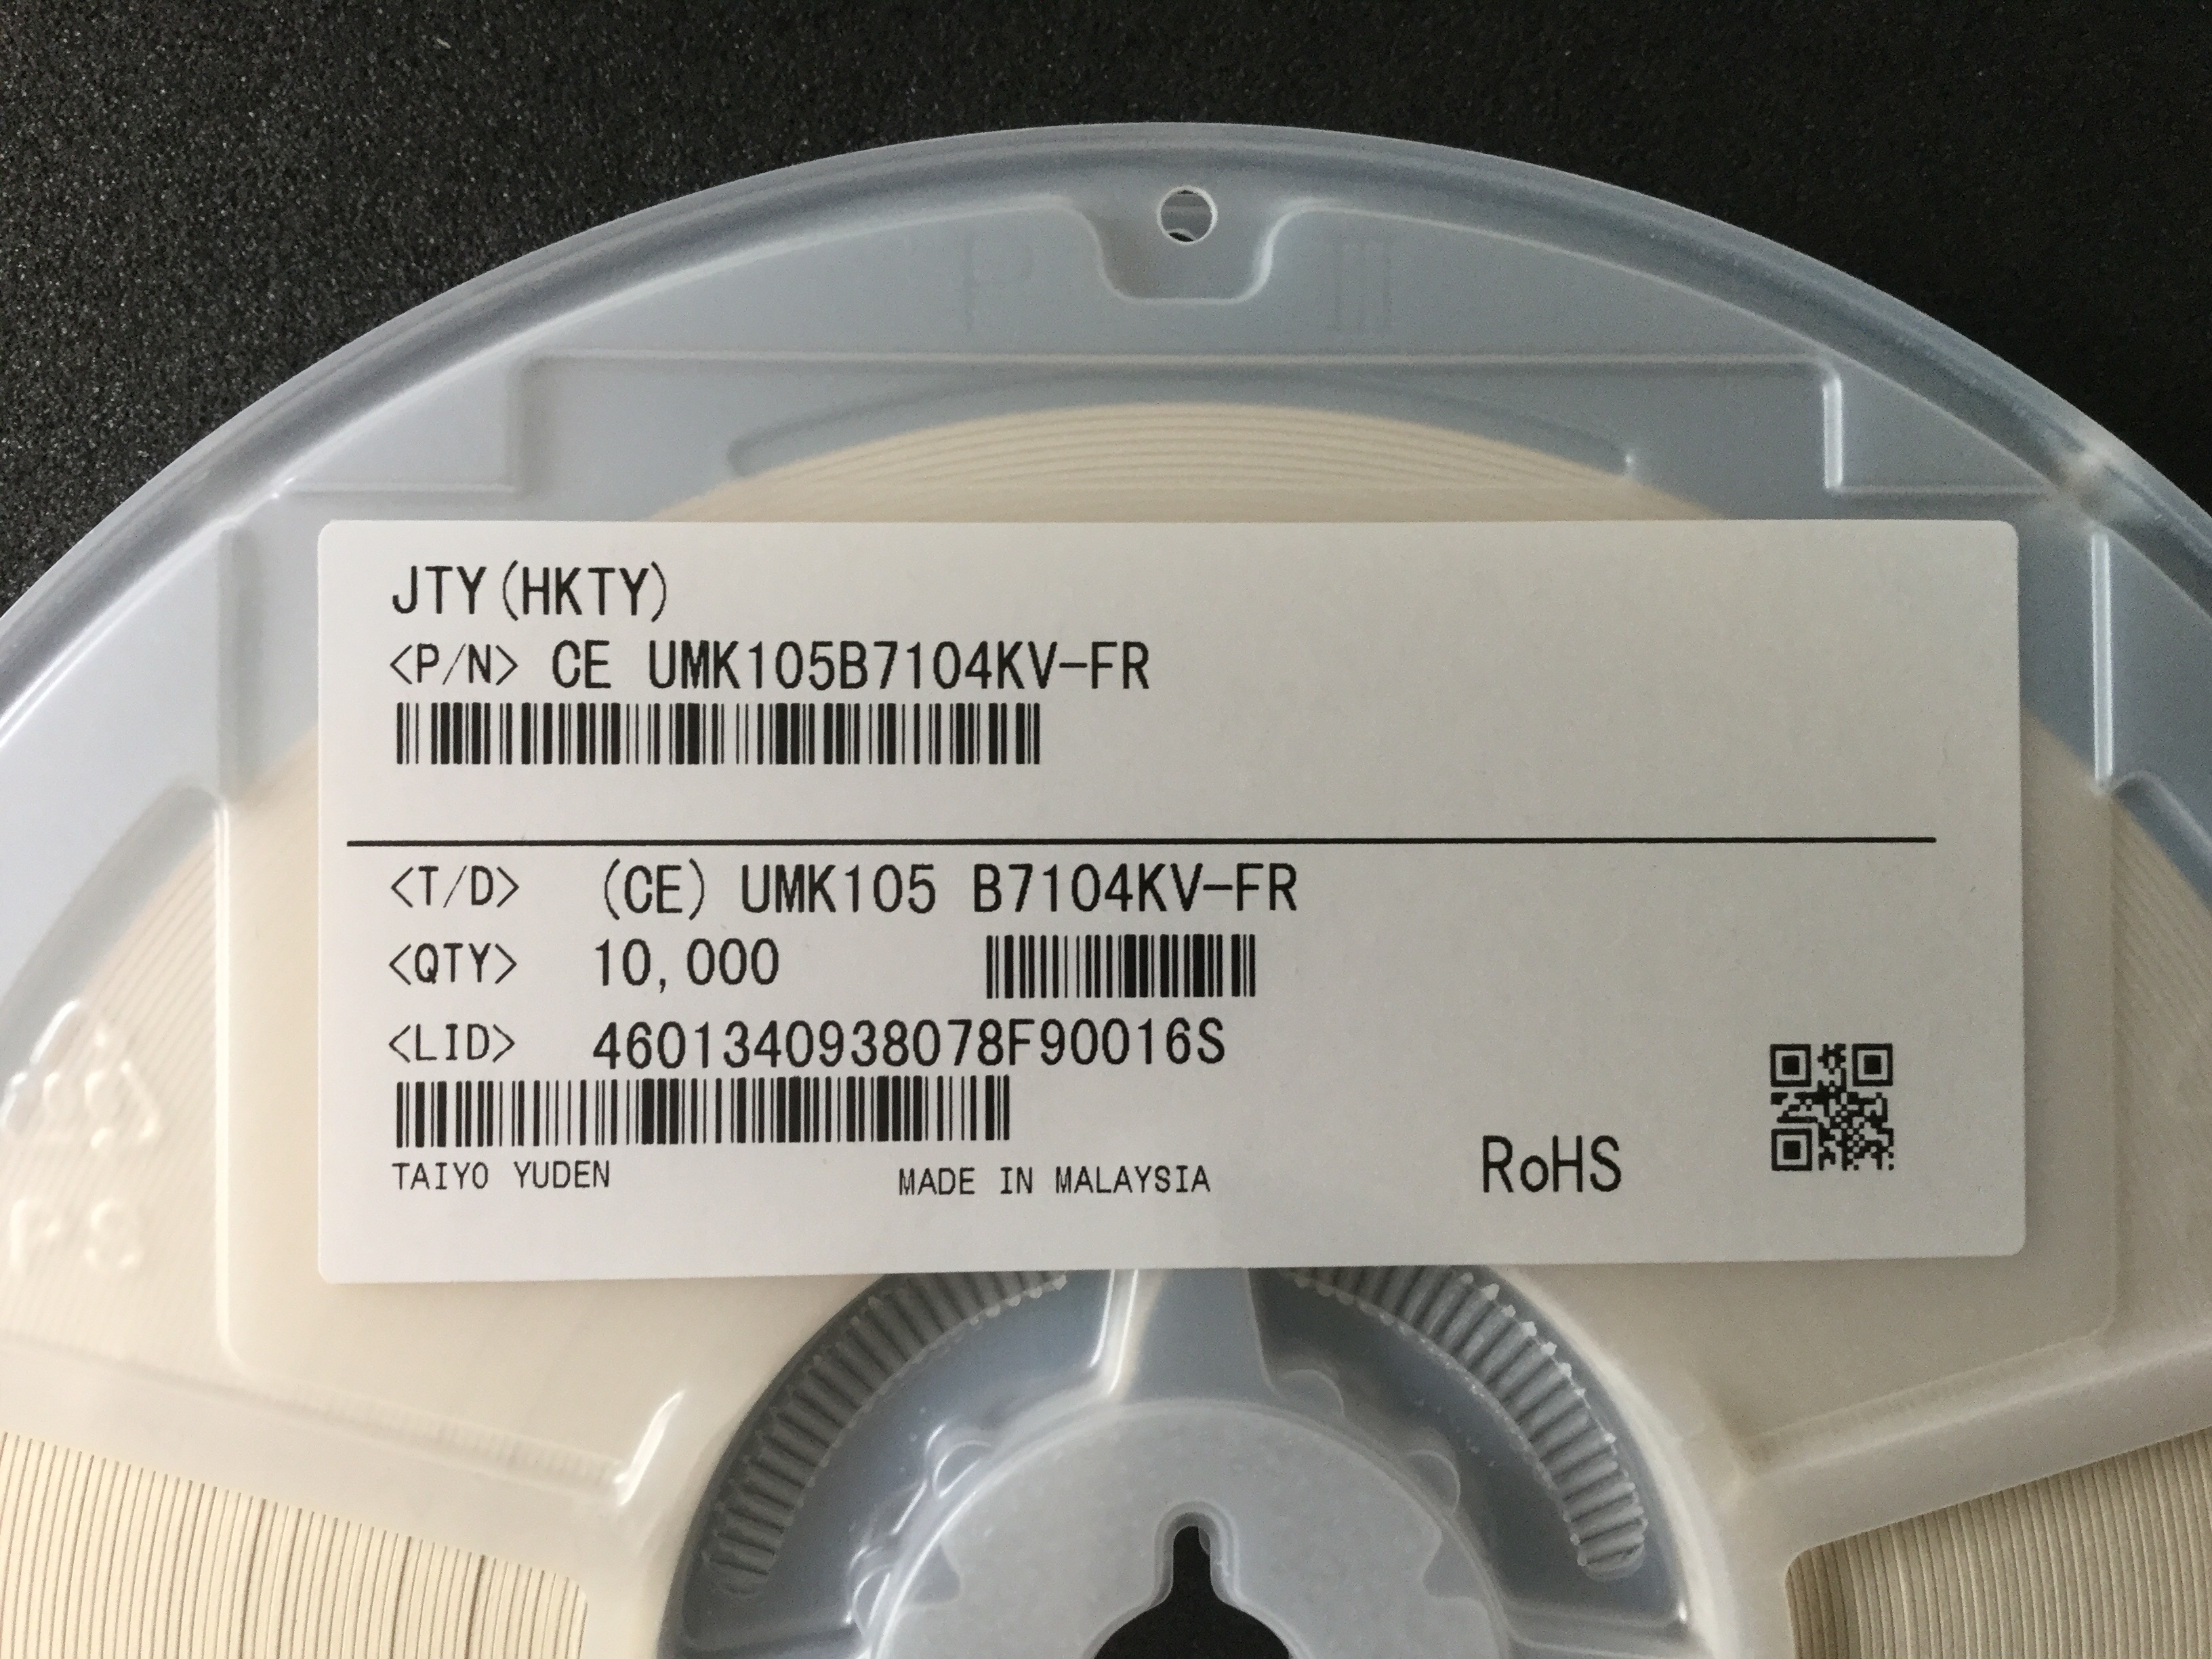 JTY(HKTY)
<P/N> CE UMK105B7104KV-FR
<T/D> (CE) UMK105 B7104KV-FR
<QTY> 10,000
<LID> 4601340938078F90016S
TAIYO YUDEN MADE IN MALAYSIA RoHS
PS